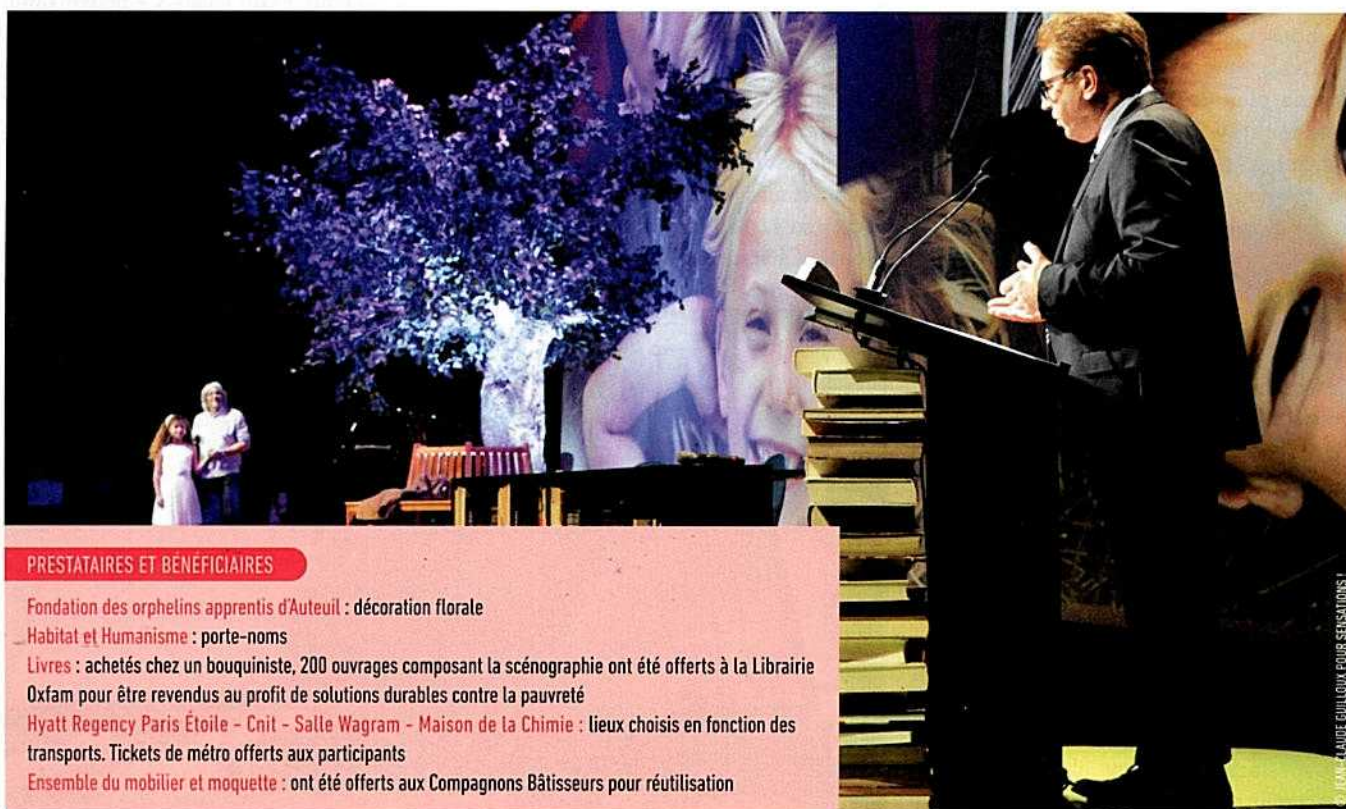 PRESTATAIRES ET BÉNÉFICIAIRES
Fondation des orphelins apprentis d'Auteuil : décoration florale
Habitat et Humanisme : porte-noms
Livres : achetés chez un bouquiniste, 200 ouvrages composant la scénographie ont été offerts à la Librairie
Oxfam pour être revendus au profit de solutions durables contre la pauvreté
Hyatt Regency Paris Étoile - Cnit - Salle Wagram - Maison de la Chimie : lieux choisis en fonction des
transports. Tickets de métro offerts aux participants
Ensemble du mobilier et moquette : ont été offerts aux Compagnons Bâtisseurs pour réutilisation
© JEAN-CLAUDE GUILLOUX POUR SENSATIONS !